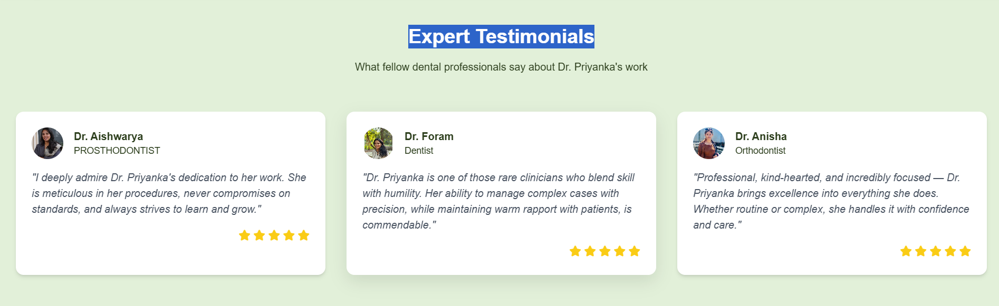 Expert Testimonials
What fellow dental professionals say about Dr. Priyanka's work
Dr. Aishwarya
PROSTHODONTIST
"I deeply admire Dr. Priyanka's dedication to her work. She
is meticulous in her procedures, never compromises on
standards, and always strives to learn and grow."
Dr. Foram
Dentist
"Dr. Priyanka is one of those rare clinicians who blend skill
with humility. Her ability to manage complex cases with
precision, while maintaining warm rapport with patients, is
commendable."
Dr. Anisha
Orthodontist
"Professional, kind-hearted, and incredibly focused — Dr.
Priyanka brings excellence into everything she does.
Whether routine or complex, she handles it with confidence
and care."